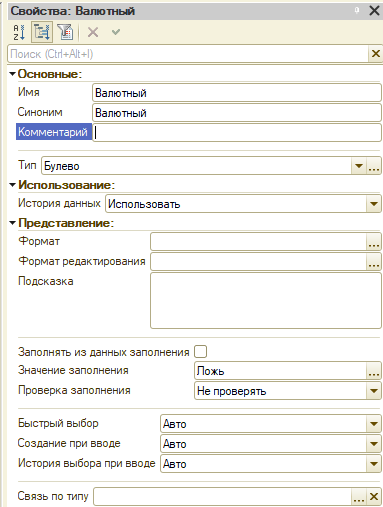 Свойства: Валютный
Поиск (Ctrl+Alt+I)
Основные:
Имя Валютный
Синоним Валютный
Комментарий
Тип Булево
Использование:
История данных Использовать
Представление:
Формат
Формат редактирования
Подсказка
Заполнять из данных заполнения
Значение заполнения Ложь
Проверка заполнения Не проверять
Быстрый выбор Авто
Создание при вводе Авто
История выбора при вводе Авто
Связь по типу